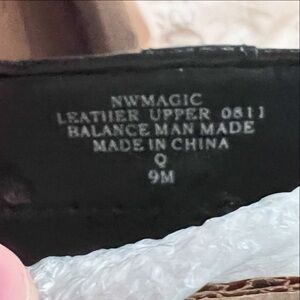 NWMAGIC
LEATHER UPPER 0811
BALANCE MAN MADE
MADE IN CHINA
Q
9M